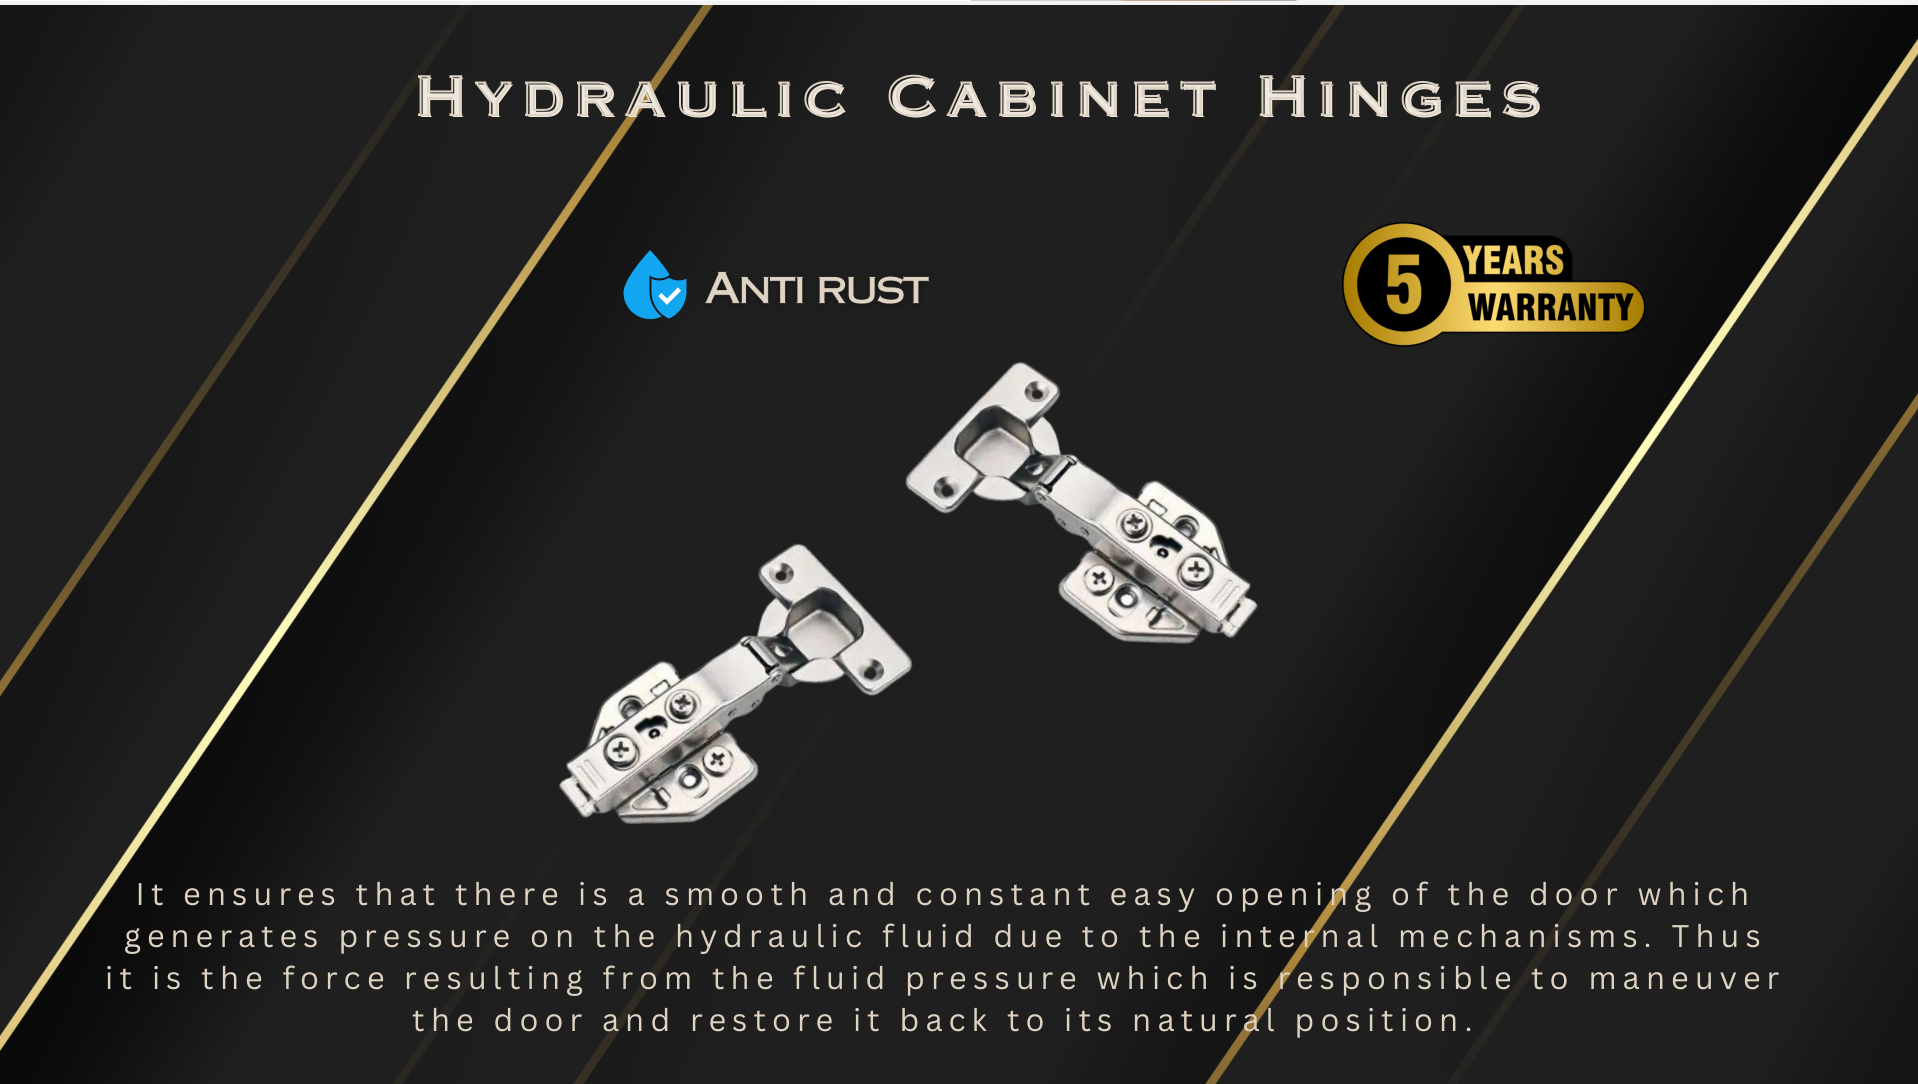 Hydraulic Cabinet Hinges
Anti rust
5 YEARS
WARRANTY
It ensures that there is a smooth and constant easy opening of the door which
generates pressure on the hydraulic fluid due to the internal mechanisms. Thus
it is the force resulting from the fluid pressure which is responsible to maneuver
the door and restore it back to its natural position.